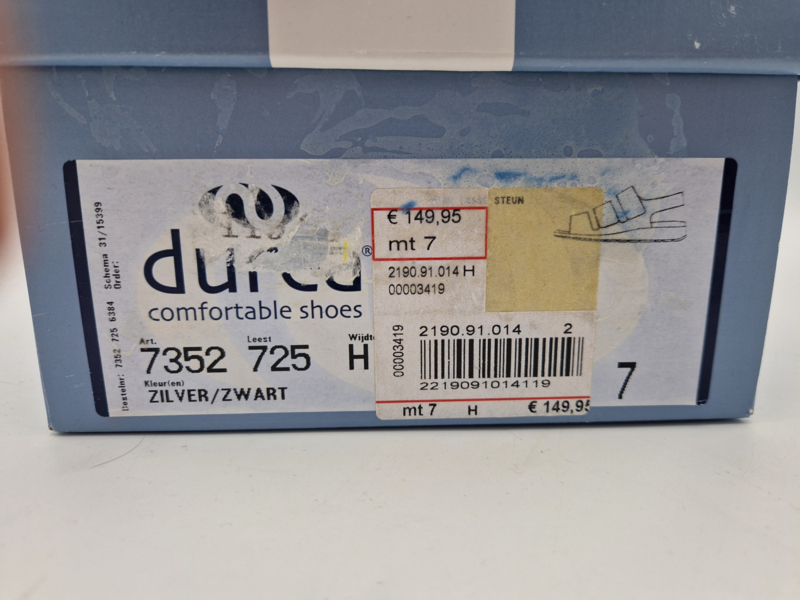 Bestelnr: 7352 725 6384 Schema 31/15399
Order:
durea®
comfortable shoes
Art. Leest Wijdte
7352 725 H
Kleur(en)
ZILVER/ZWART
STEUN
€ 149,95
mt 7
2190.91.014 H
00003419
00003419
2190.91.014 2
2219091014119
mt 7 H € 149,95
7